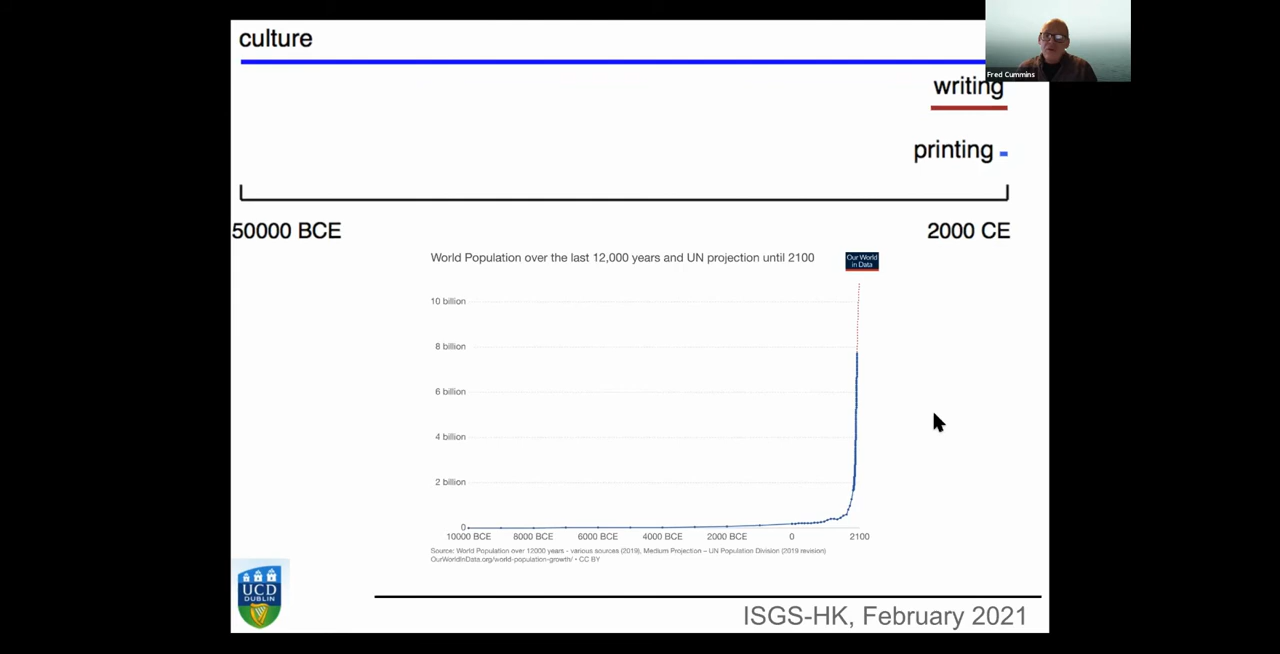 culture
Fred Cummins
writing
printing
50000 BCE
2000 CE
World Population over the last 12,000 years and UN projection until 2100
Our World
in Data
10 billion
8 billion
6 billion
4 billion
2 billion
0
10000 BCE 8000 BCE 6000 BCE 4000 BCE 2000 BCE 0 2100
Source: World Population over 12000 years - various sources (2019), Medium Projection – UN Population Division (2019 revision)
OurWorldInData.org/world-population-growth/ • CC BY
UCD
DUBLIN
ISGS-HK, February 2021